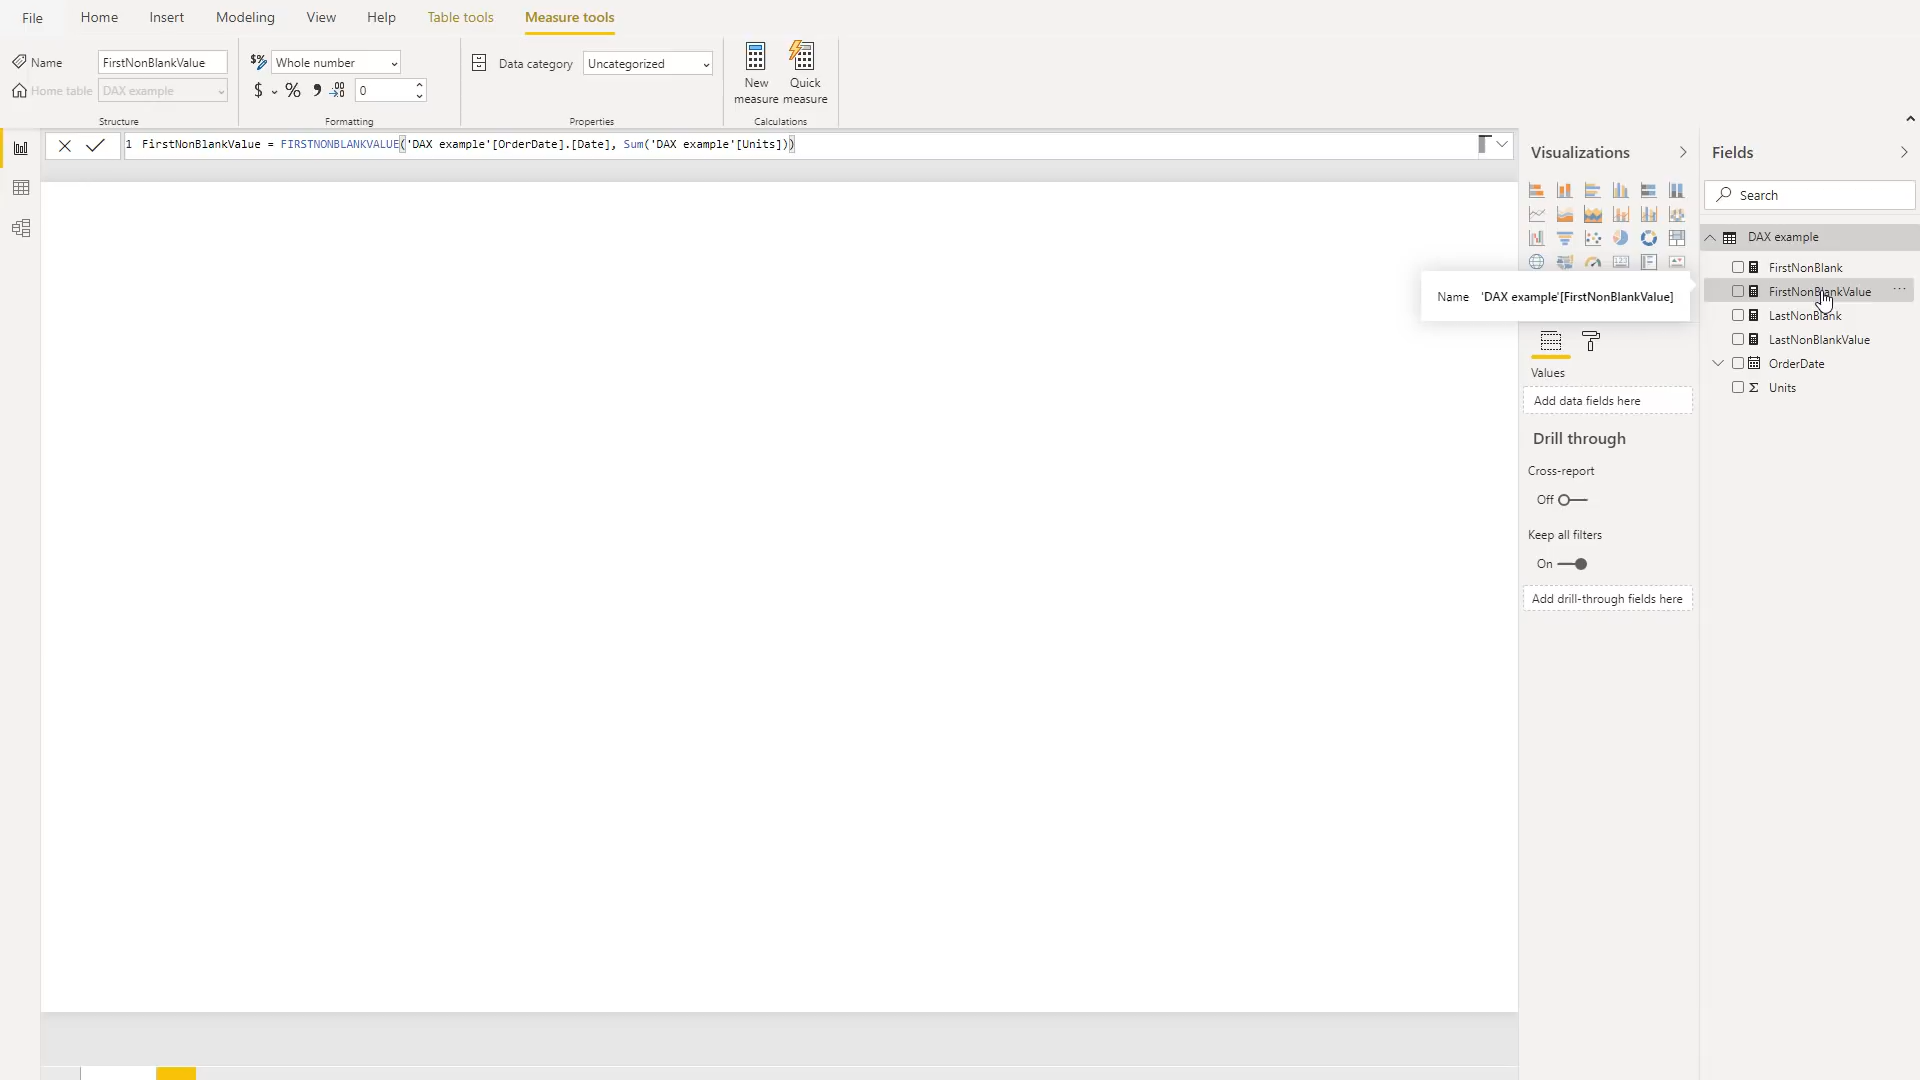 File
Home
Insert
Modeling
View
Help
Table tools
Measure tools
Name
FirstNonBlankValue
Home table
DAX example
Structure
Whole number
$
%
0
Formatting
Data category
Uncategorized
Properties
New
measure
Quick
measure
Calculations
1 FirstNonBlankValue = FIRSTNONBLANKVALUE('DAX example'[OrderDate].[Date], Sum('DAX example'[Units]))
Visualizations
Name 'DAX example'[FirstNonBlankValue]
Values
Add data fields here
Drill through
Cross-report
Off
Keep all filters
On
Add drill-through fields here
Fields
Search
DAX example
FirstNonBlank
FirstNonBlankValue
LastNonBlank
LastNonBlankValue
OrderDate
Units